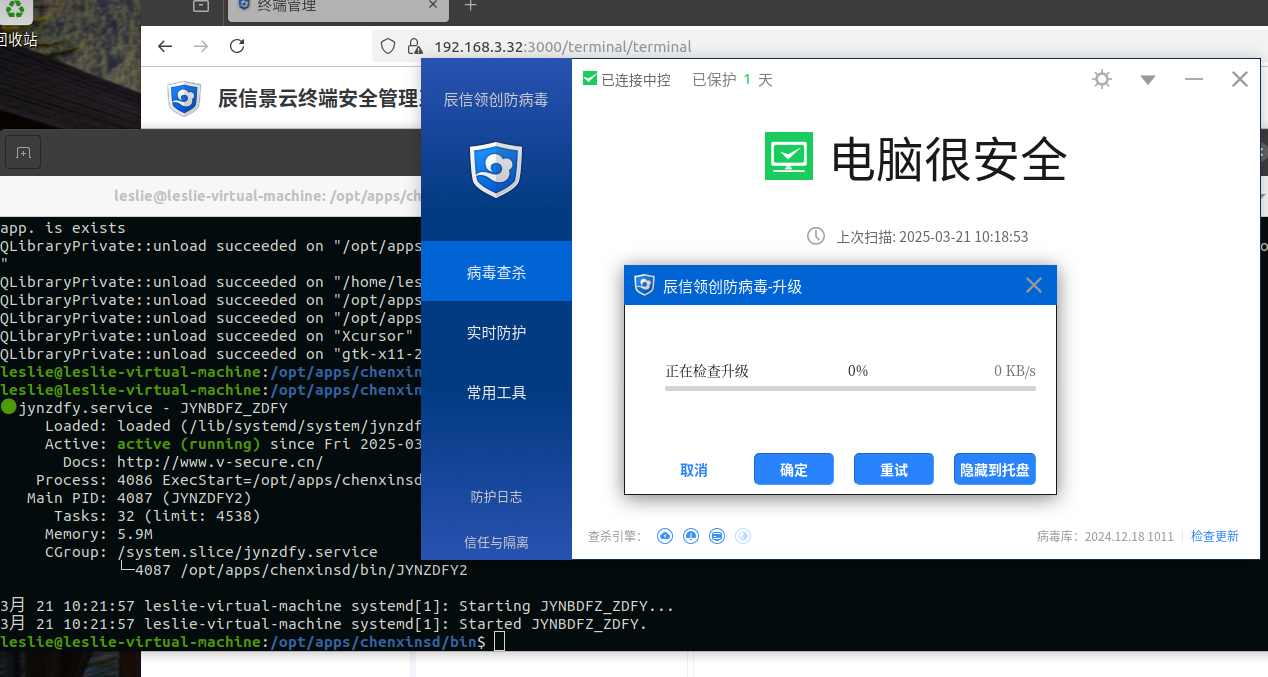 终端管理
回收站
192.168.3.32:3000/terminal/terminal
辰信景云终端安全管理
leslie@leslie-virtual-machine: /opt/apps/ch
app. is exists
QLibraryPrivate::unload succeeded on "/opt/apps
"
QLibraryPrivate::unload succeeded on "/home/les
QLibraryPrivate::unload succeeded on "/opt/apps
QLibraryPrivate::unload succeeded on "/opt/apps
QLibraryPrivate::unload succeeded on "Xcursor"
QLibraryPrivate::unload succeeded on "gtk-x11-2
leslie@leslie-virtual-machine:/opt/apps/chenxin
leslie@leslie-virtual-machine:/opt/apps/chenxin
jynzdfy.service - JYNBDFZ_ZDFY
Loaded: loaded (/lib/systemd/system/jynzdf
Active: active (running) since Fri 2025-03
Docs: http://www.v-secure.cn/
Process: 4086 ExecStart=/opt/apps/chenxinsd
Main PID: 4087 (JYNZDFY2)
Tasks: 32 (limit: 4538)
Memory: 5.9M
CGroup: /system.slice/jynzdfy.service
└─4087 /opt/apps/chenxinsd/bin/JYNZDFY2
3月 21 10:21:57 leslie-virtual-machine systemd[1]: Starting JYNBDFZ_ZDFY...
3月 21 10:21:57 leslie-virtual-machine systemd[1]: Started JYNBDFZ_ZDFY.
leslie@leslie-virtual-machine:/opt/apps/chenxinsd/bin$
辰信领创防病毒
病毒查杀
实时防护
常用工具
防护日志
信任与隔离
已连接中控 已保护 1 天
电脑很安全
上次扫描: 2025-03-21 10:18:53
辰信领创防病毒-升级
正在检查升级 0% 0 KB/s
取消 确定 重试 隐藏到托盘
查杀引擎: 病毒库: 2024.12.18 1011 检查更新